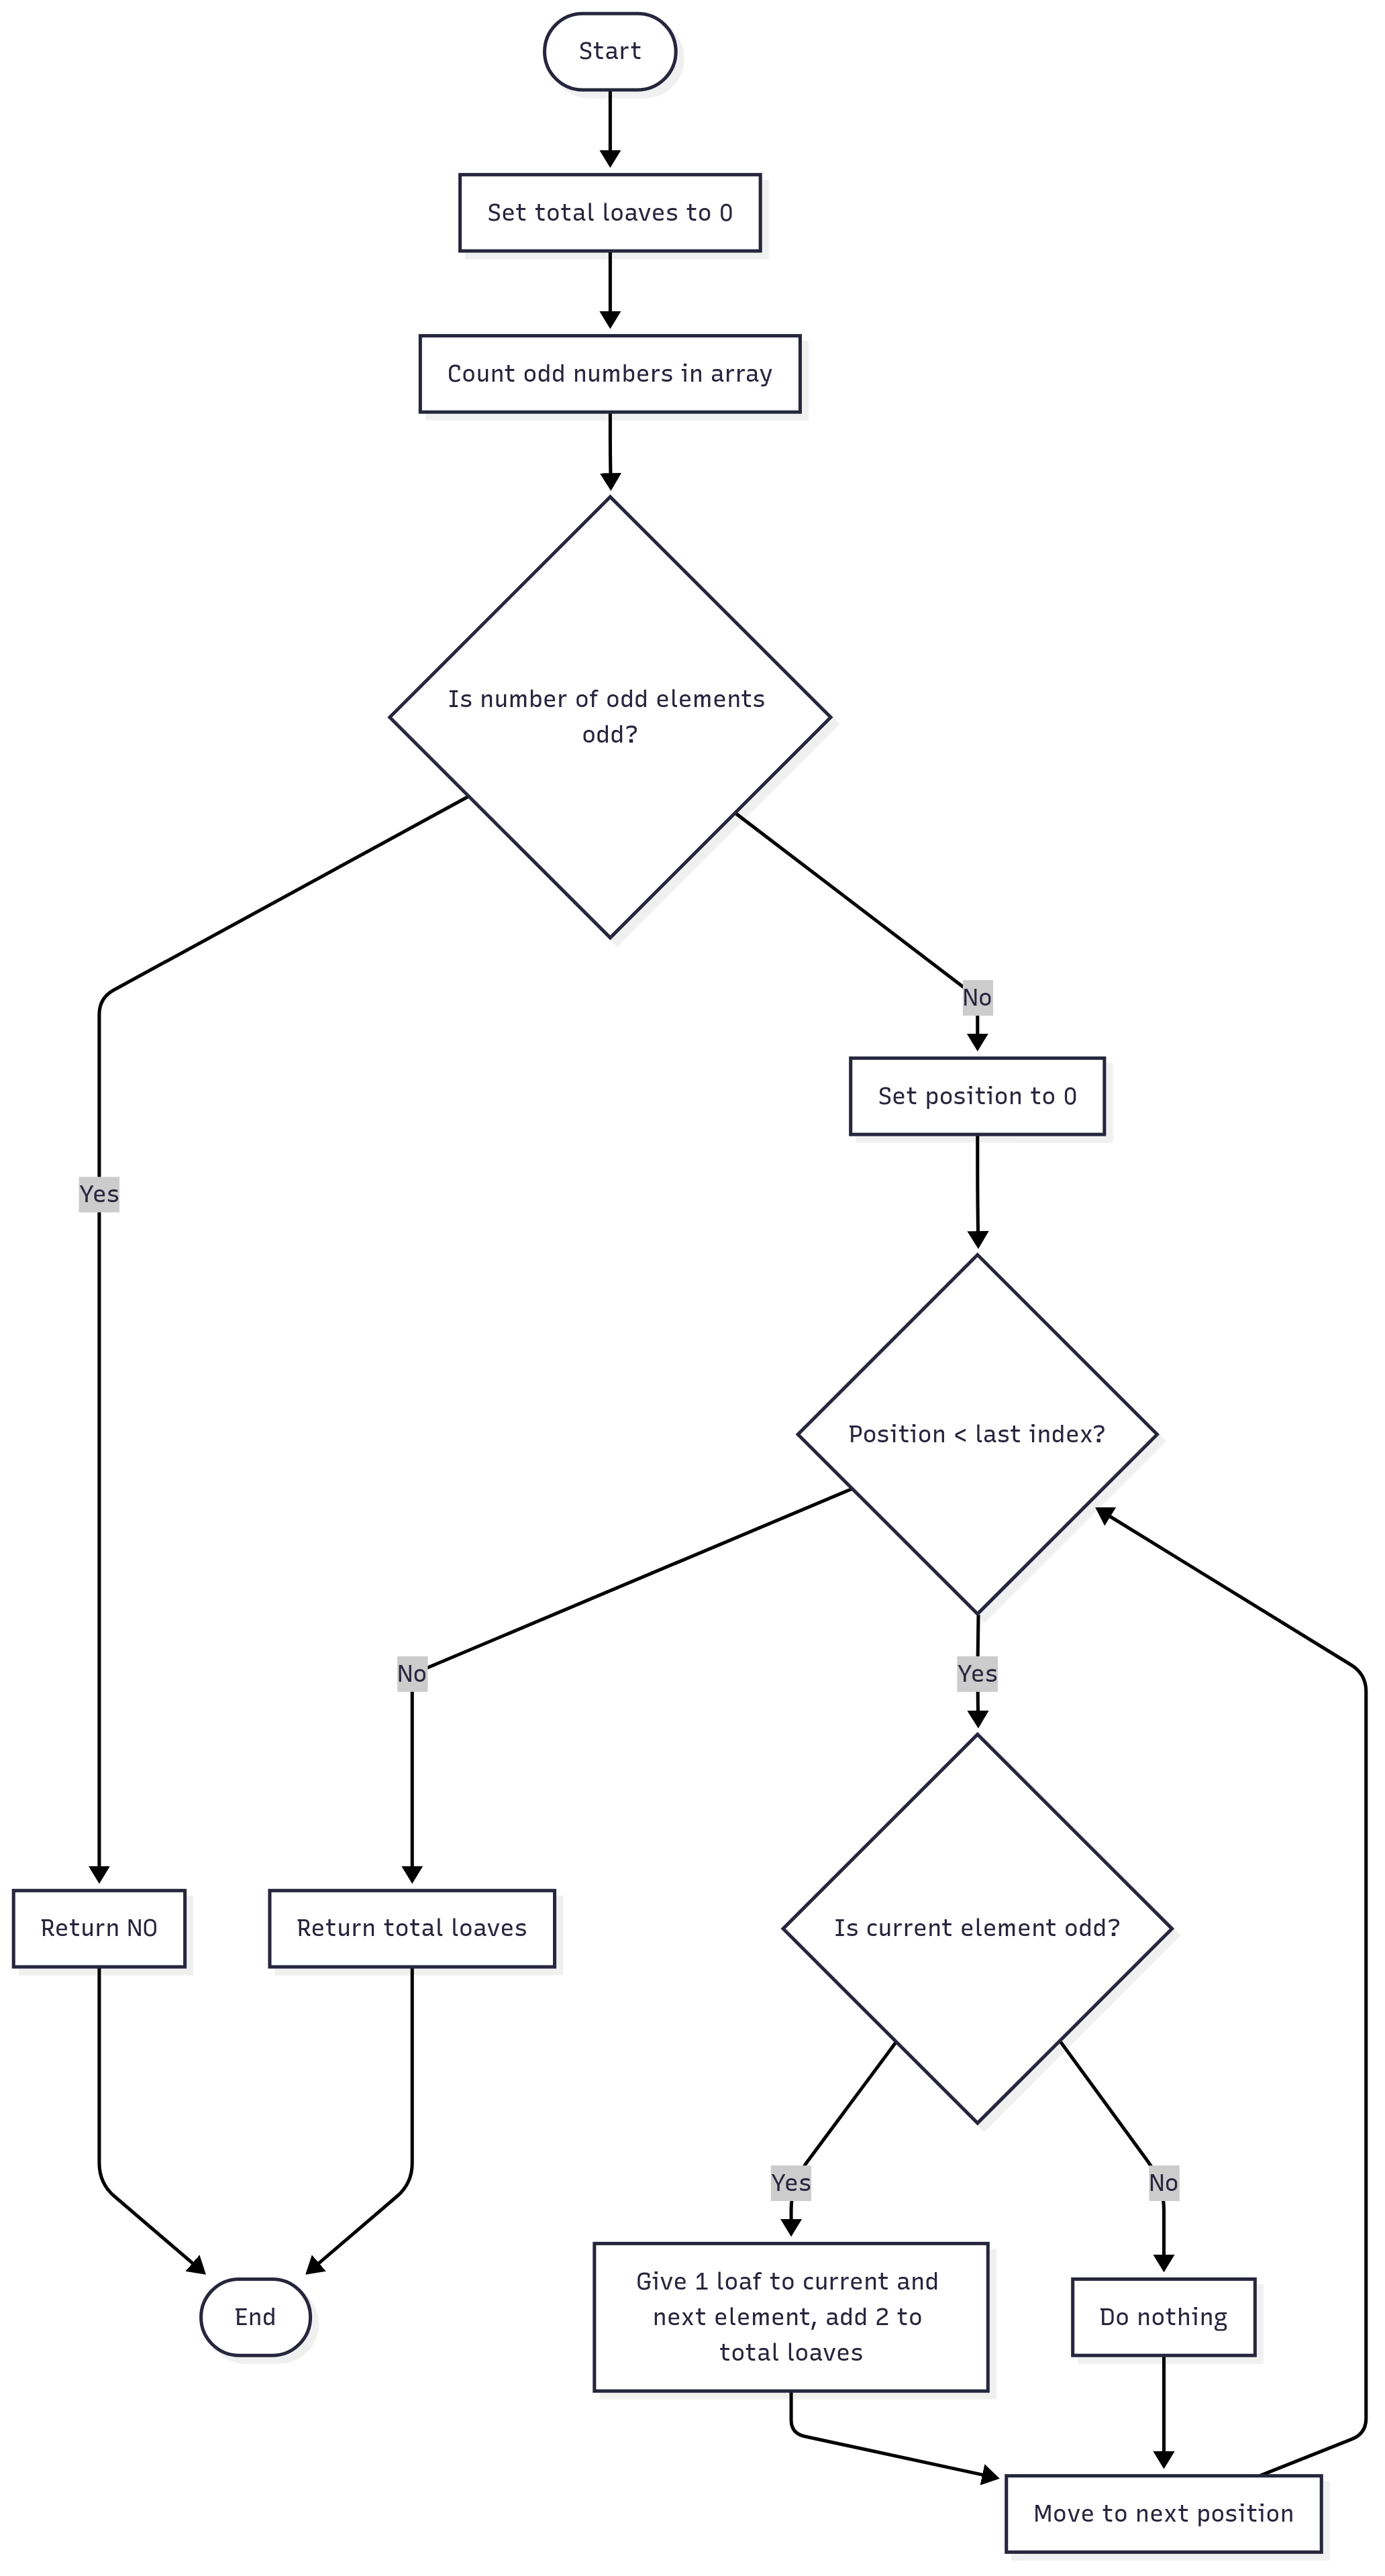 Start
Set total loaves to 0
Count odd numbers in array
Is number of odd elements
odd?
No
Set position to 0
Yes
Position < last index?
No
Yes
Return NO
Return total loaves
Is current element odd?
Yes
No
Give 1 loaf to current and
next element, add 2 to
total loaves
End
Do nothing
Move to next position